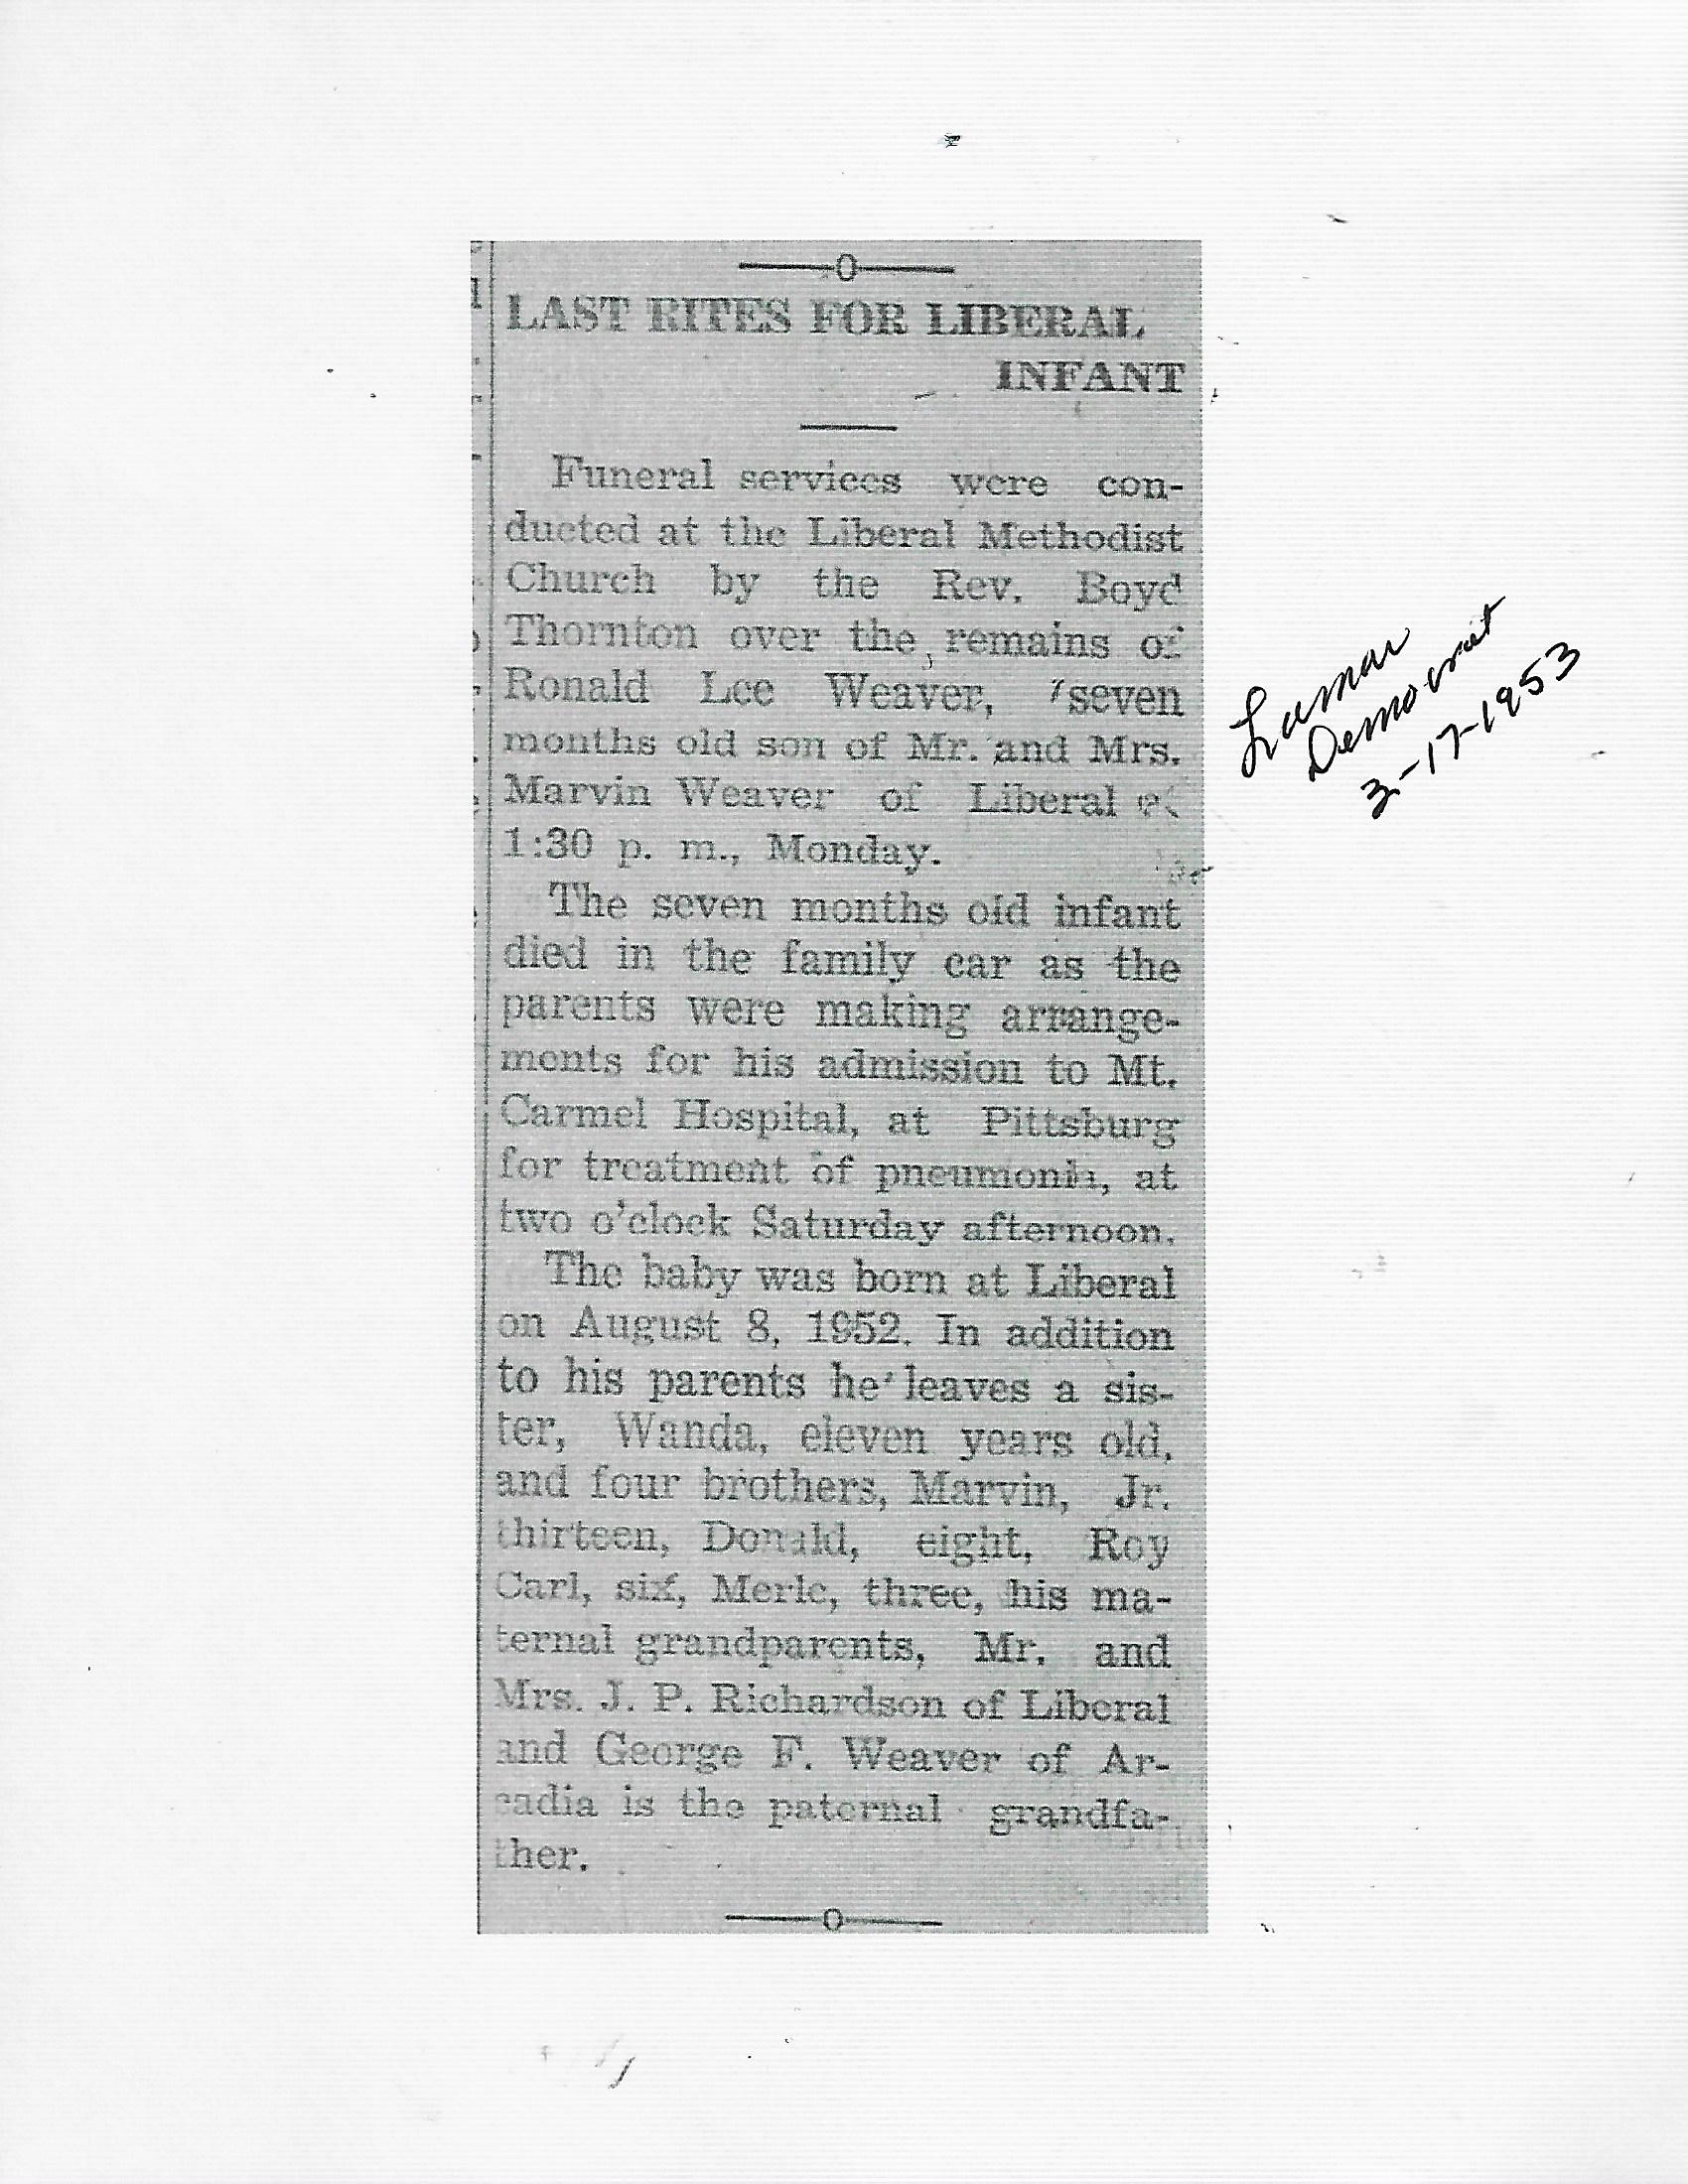 LAST RITES FOR LIBERAL
INFANT
Funeral services were con-
ducted at the Liberal Methodist
Church by the Rev. Boyd
Thornton over the remains of
Ronald Lee Weaver, seven
months old son of Mr. and Mrs.
Marvin Weaver of Liberal
1:30 p. m., Monday.
The seven months old infant
died in the family car as the
parents were making arrange-
ments for his admission to Mt.
Carmel Hospital, at Pittsburg
for treatment of pneumonia, at
two o'clock Saturday afternoon.
The baby was born at Liberal
on August 8, 1952. In addition
to his parents he leaves a sis-
ter, Wanda, eleven years old,
and four brothers, Marvin, Jr.
thirteen, Donald, eight, Roy
Carl, six, Merle, three, his ma-
ternal grandparents, Mr. and
Mrs. J. P. Richardson of Liberal
and George F. Weaver of Ar-
cadia is the paternal grandfa-
ther.
Lamar
Democrat
3-17-1953